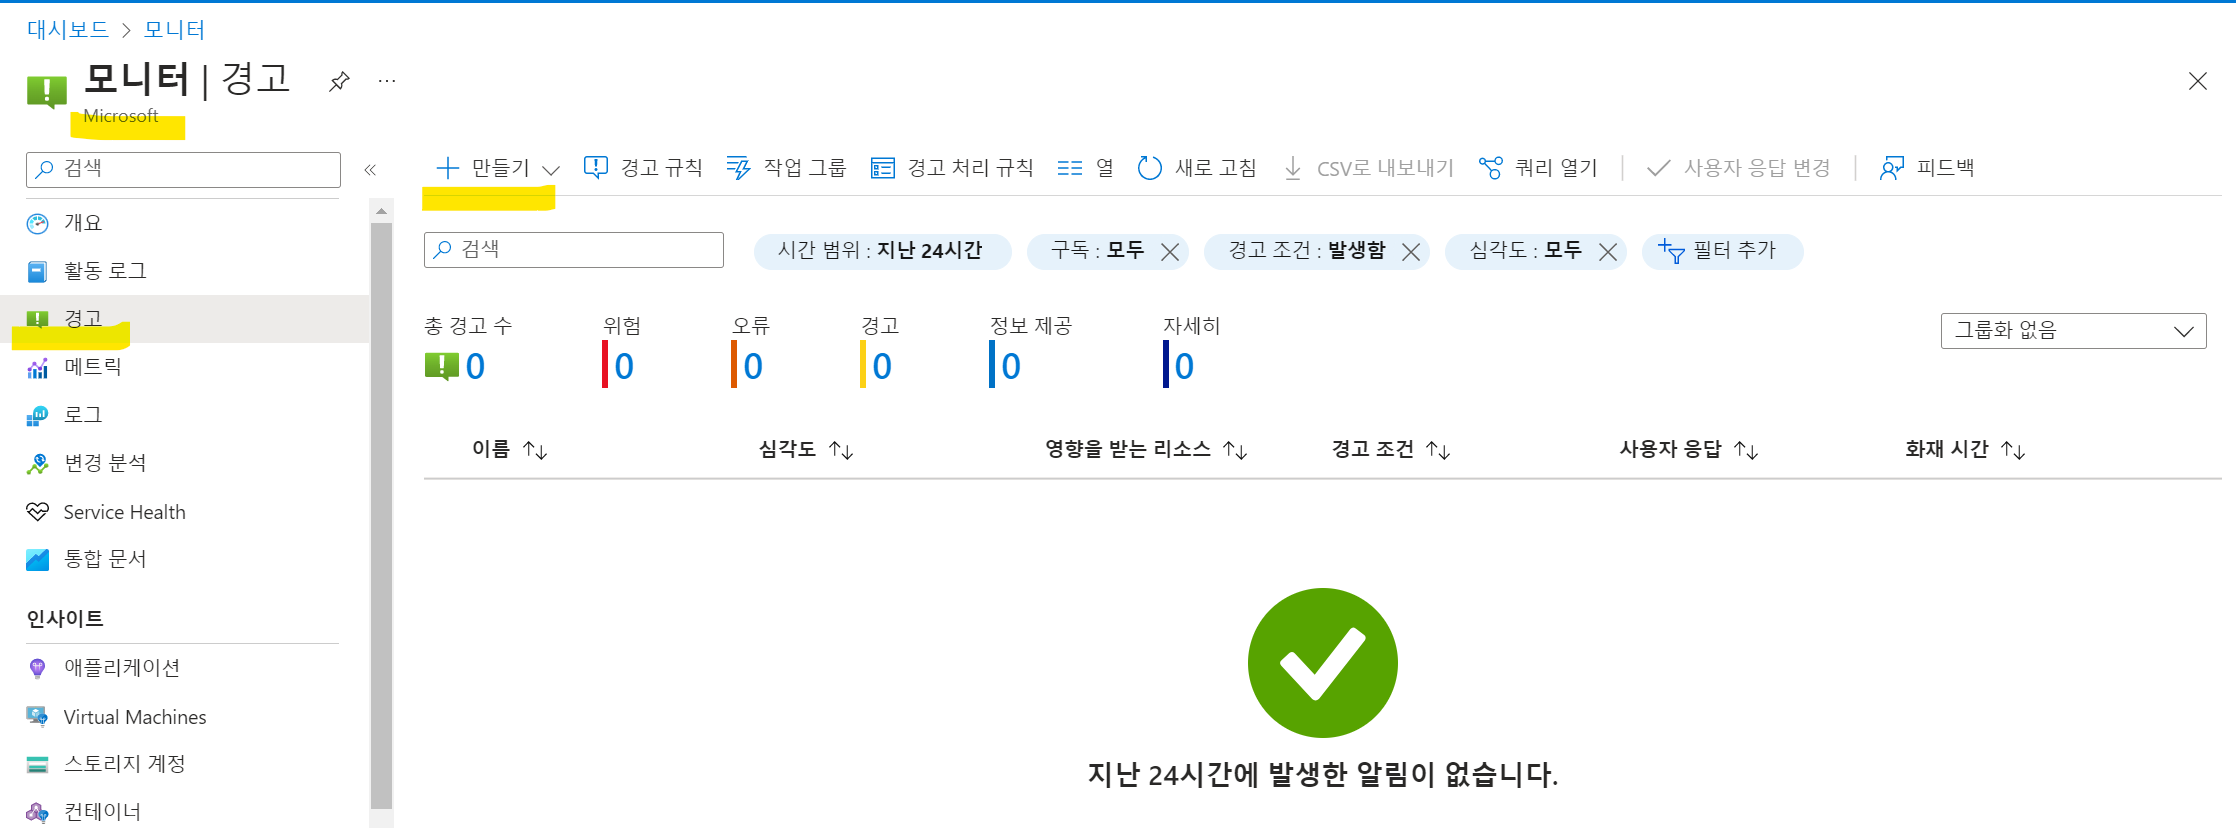 대시보드 > 모니터
모니터 | 경고 ...
Microsoft
검색 «
만들기 경고 규칙 작업 그룹 경고 처리 규칙 열 새로 고침 CSV로 내보내기 쿼리 열기 사용자 응답 변경 피드백
개요
활동 로그
경고
메트릭
로그
변경 분석
Service Health
통합 문서
인사이트
애플리케이션
Virtual Machines
스토리지 계정
컨테이너
검색 시간 범위 : 지난 24시간 구독 : 모두 경고 조건 : 발생함 심각도 : 모두 필터 추가
총 경고 수 위험 오류 경고 정보 제공 자세히
0 0 0 0 0 0
그룹화 없음
이름 심각도 영향을 받는 리소스 경고 조건 사용자 응답 화재 시간
지난 24시간에 발생한 알림이 없습니다.